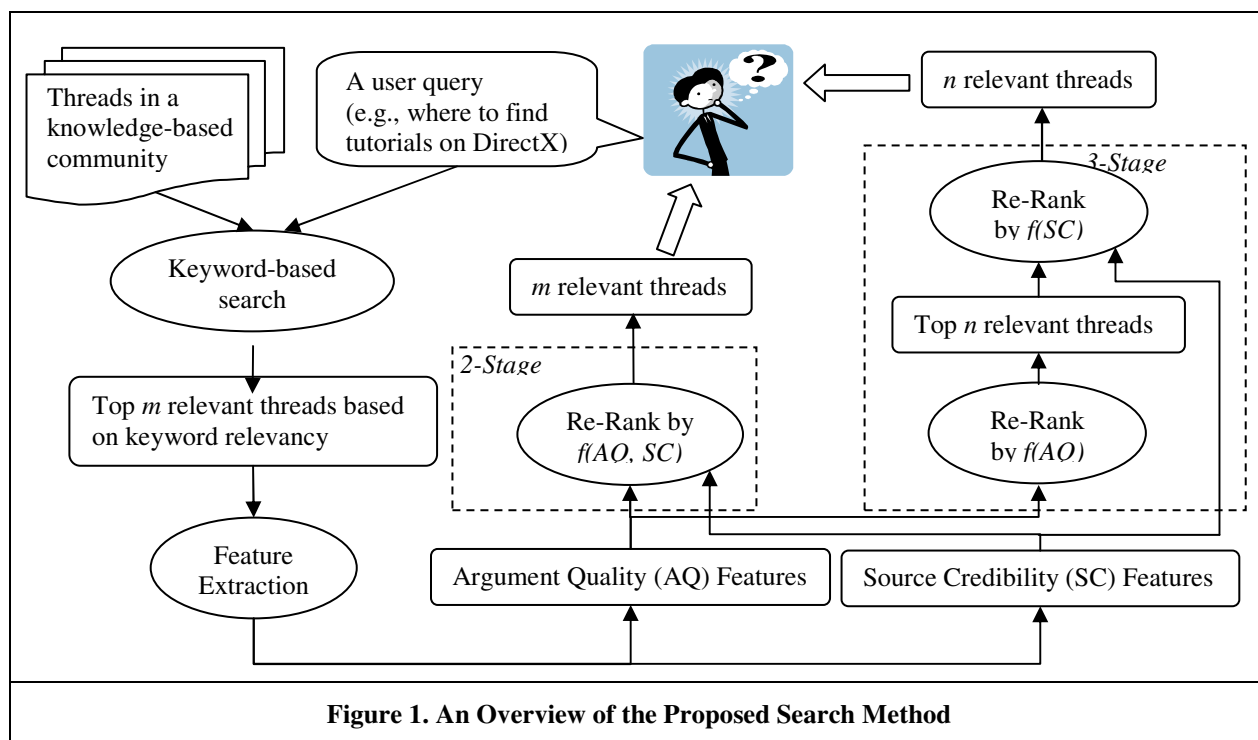 Threads in a
knowledge-based
community
A user query
(e.g., where to find
tutorials on DirectX)
?
n relevant threads
3-Stage
Re-Rank
by f(SC)
Keyword-based
search
m relevant threads
Top n relevant threads
2-Stage
Top m relevant threads based
on keyword relevancy
Re-Rank by
f(AQ, SC)
Re-Rank
by f(AQ)
Feature
Extraction
Argument Quality (AQ) Features
Source Credibility (SC) Features
Figure 1. An Overview of the Proposed Search Method